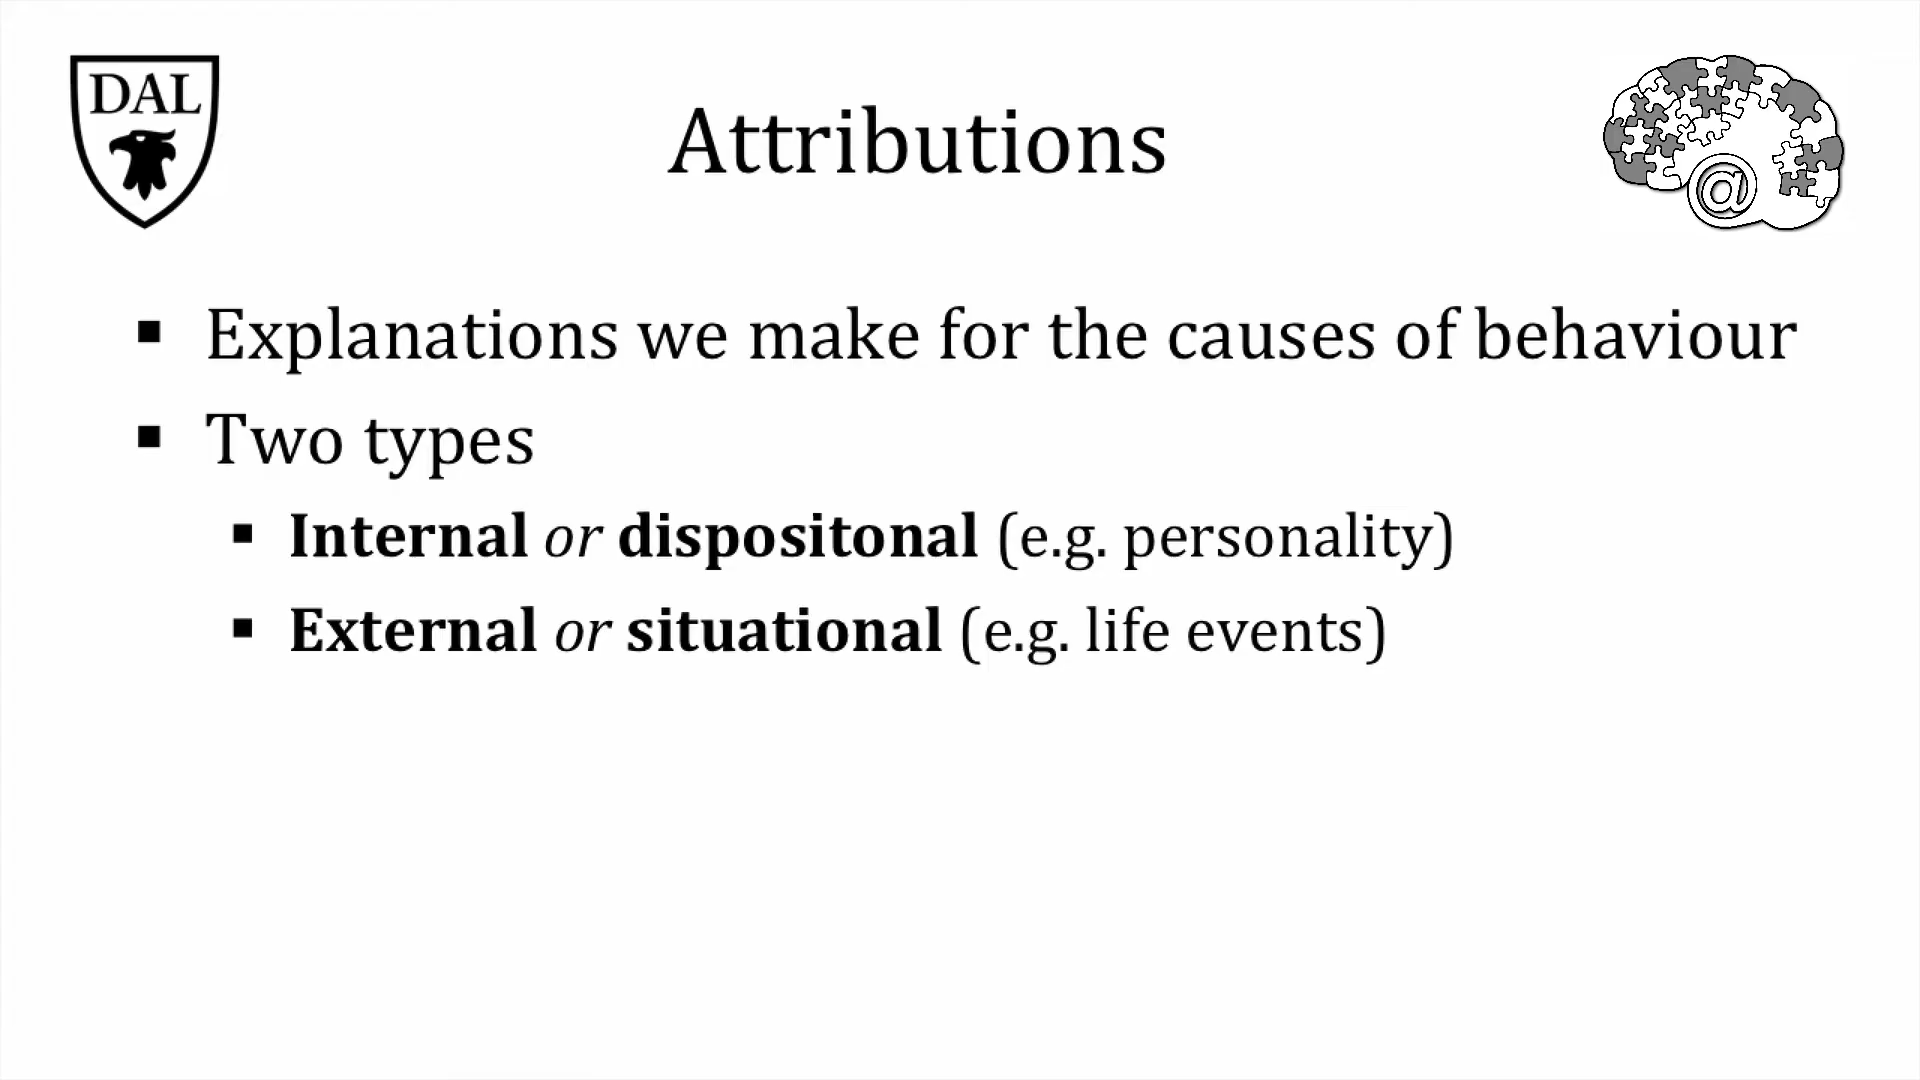 DAL
Attributions
@
▪ Explanations we make for the causes of behaviour
▪ Two types
▪ Internal or dispositonal (e.g. personality)
▪ External or situational (e.g. life events)